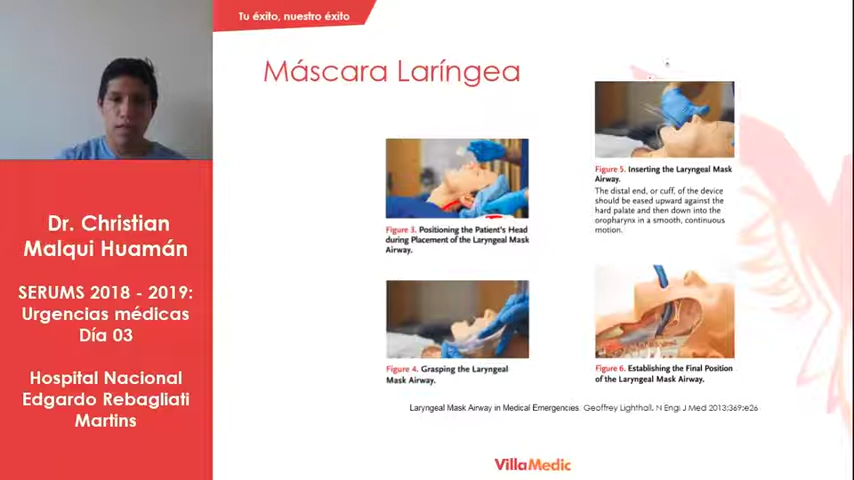 Tu éxito, nuestro éxito
Máscara Laríngea
Dr. Christian
Malqui Huamán
SERUMS 2018 - 2019:
Urgencias médicas
Día 03
Hospital Nacional
Edgardo Rebagliati
Martins
Figure 3. Positioning the Patient's Head
during Placement of the Laryngeal Mask
Airway.
Figure 4. Grasping the Laryngeal
Mask Airway.
Figure 5. Inserting the Laryngeal Mask
Airway.
The distal end, or cuff, of the device
should be eased upward against the
hard palate and then down into the
oropharynx in a smooth, continuous
motion.
Figure 6. Establishing the Final Position
of the Laryngeal Mask Airway.
Laryngeal Mask Airway in Medical Emergencies Geoffrey Lighthall. N Engl J Med 2013;369:e26
VillaMedic